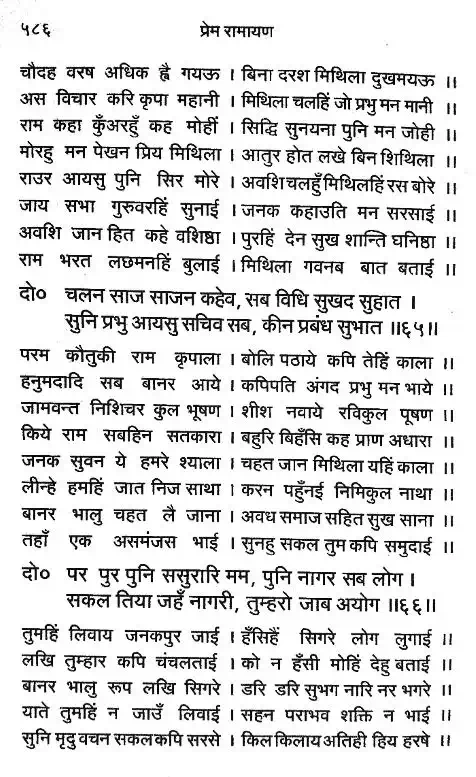 ५८६ प्रेम रामायण
चौदह वरष अधिक ह्वै गयऊ । बिना दरश मिथिला दुखमयऊ ।।
अस विचार करि कृपा महानी । मिथिला चलहिं जो प्रभु मन मानी ।।
राम कहा कुँअरहुँ कह मोहीं । सिद्धि सुनयना पुनि मन जोही ।।
मोरहु मन पेखन प्रिय मिथिला । आतुर होत लखे बिन शिथिला ।।
राउर आयसु पुनि सिर मोरे । अवशि चलहुँ मिथिलहिं रस बोरे ।।
जाय सभा गुरुवरहिं सुनाई । जनक कहाउति मन सरसाई ।।
अवशि जान हित कहे वशिष्ठा । पुरहिं देन सुख शान्ति घनिष्ठा ।।
राम भरत लछमनहिं बुलाई । मिथिला गवनब बात बताई ।।
दो० चलन साज साजन कहेव, सब विधि सुखद सुहात ।
सुनि प्रभु आयसु सचिव सब, कीन प्रबंध सुभात ।।६५।।
परम कौतुकी राम कृपाला । बोलि पठाये कपि तेहिं काला ।।
हनुमदादि सब बानर आये । कपिपति अंगद प्रभु मन भाये ।।
जामवन्त निशिचर कुल भूषण । शीश नवाये रविकुल पूषण ।।
किये राम सबहिन सतकारा । बहुरि बिहँसि कह प्राण अधारा ।।
जनक सुवन ये हमरे श्याला । चहत जान मिथिला यहिं काला ।।
लीन्हे हमहिं जात निज साथा । करन पहुँनई निमिकुल नाथा ।।
बानर भालु चहत लै जाना । अवध समाज सहित सुख साना ।।
तहाँ एक असमंजस भाई । सुनहु सकल तुम कपि समुदाई ।।
दो० पर पुर पुनि ससुरारि मम, पुनि नागर सब लोग ।
सकल तिया जहँ नागरी, तुम्हरो जाब अयोग ।।६६।।
तुमहिं लिवाय जनकपुर जाई । हँसिहैं सिगरे लोग लुगाई ।।
लखि तुम्हार कपि चंचलताई । को न हँसी मोहिं देहु बताई ।।
बानर भालु रूप लखि सिगरे । डरि डरि सुभग नारि नर भगरे ।।
याते तुमहिं न जाउँ लिवाई । सहन पराभव शक्ति न भाई ।।
सुनि मृदु वचन सकल कपि सरसे । किल किलाय अतिही हिय हरषे ।।